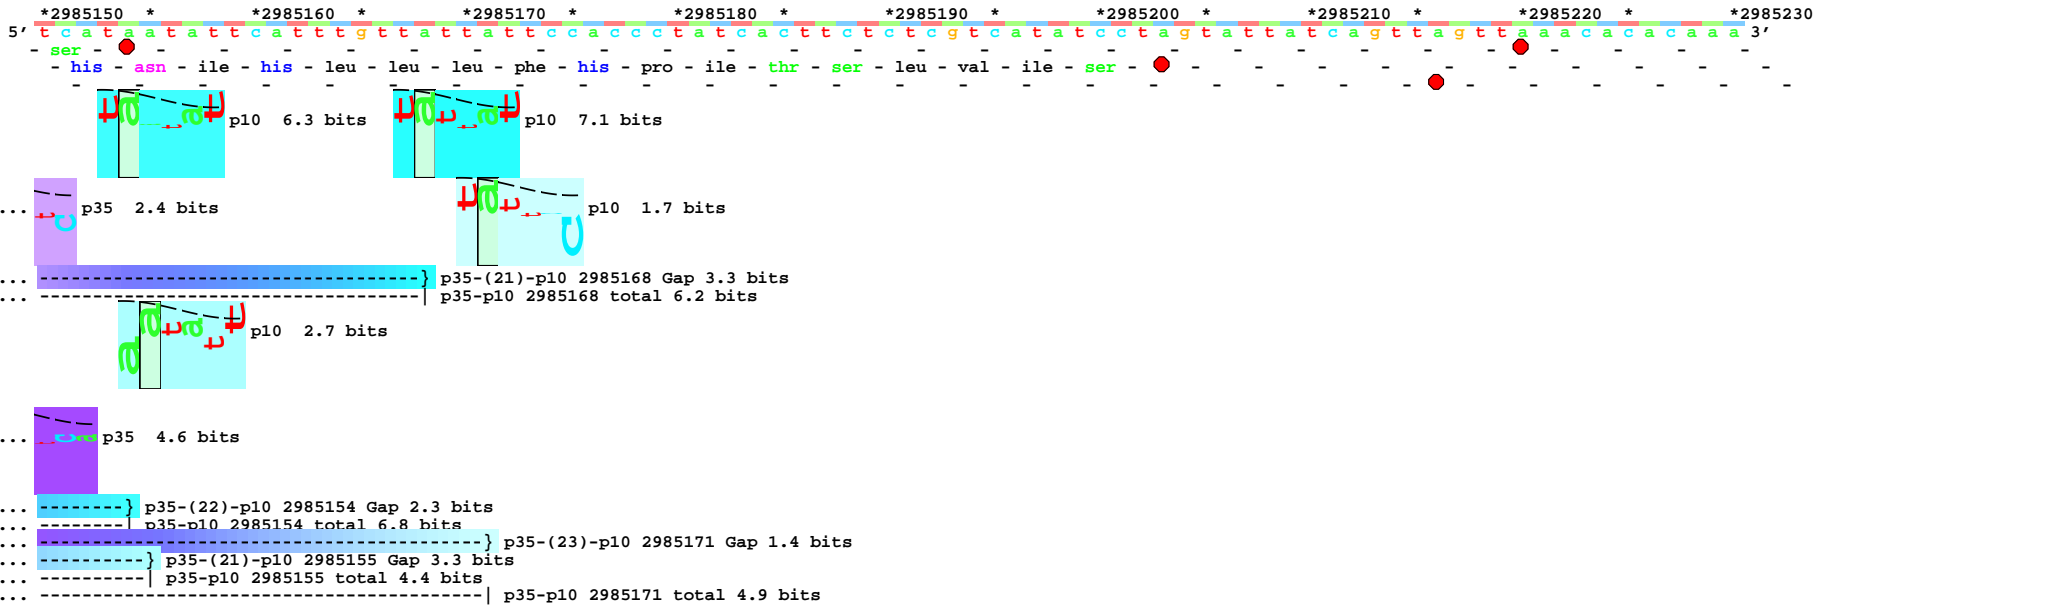 *2985150 * *2985160 * *2985170 * *2985180 * *2985190 * *2985200 * *2985210 * *2985220 * *2985230
5’ t c a t a a t a t t c a t t t g t t a t t a t t c c a c c c t a t c a c t t c t c t c g t c a t a t c c t a g t a t t a t c a g t t a g t t a a a c a c a c a a a 3’
- ser - - - - - - - - - - - - - - - - - - - - - - - - - - -
- his - asn - ile - his - leu - leu - leu - phe - his - pro - ile - thr - ser - leu - val - ile - ser - - - - - - - - - - -
- - - - - - - - - - - - - - - - - - - - - - - - - - - -
t a t a t p10 6.3 bits
t a t t a t p10 7.1 bits
... t c p35 2.4 bits
t a t t c p10 1.7 bits
... ------------------------------------} p35-(21)-p10 2985168 Gap 3.3 bits
... ------------------------------------| p35-p10 2985168 total 6.2 bits
a a t a t t p10 2.7 bits
... t c a p35 4.6 bits
... --------} p35-(22)-p10 2985154 Gap 2.3 bits
... --------| p35-p10 2985154 total 6.8 bits
... ------------------------------------------} p35-(23)-p10 2985171 Gap 1.4 bits
... ----------} p35-(21)-p10 2985155 Gap 3.3 bits
... ----------| p35-p10 2985155 total 4.4 bits
... ------------------------------------------| p35-p10 2985171 total 4.9 bits